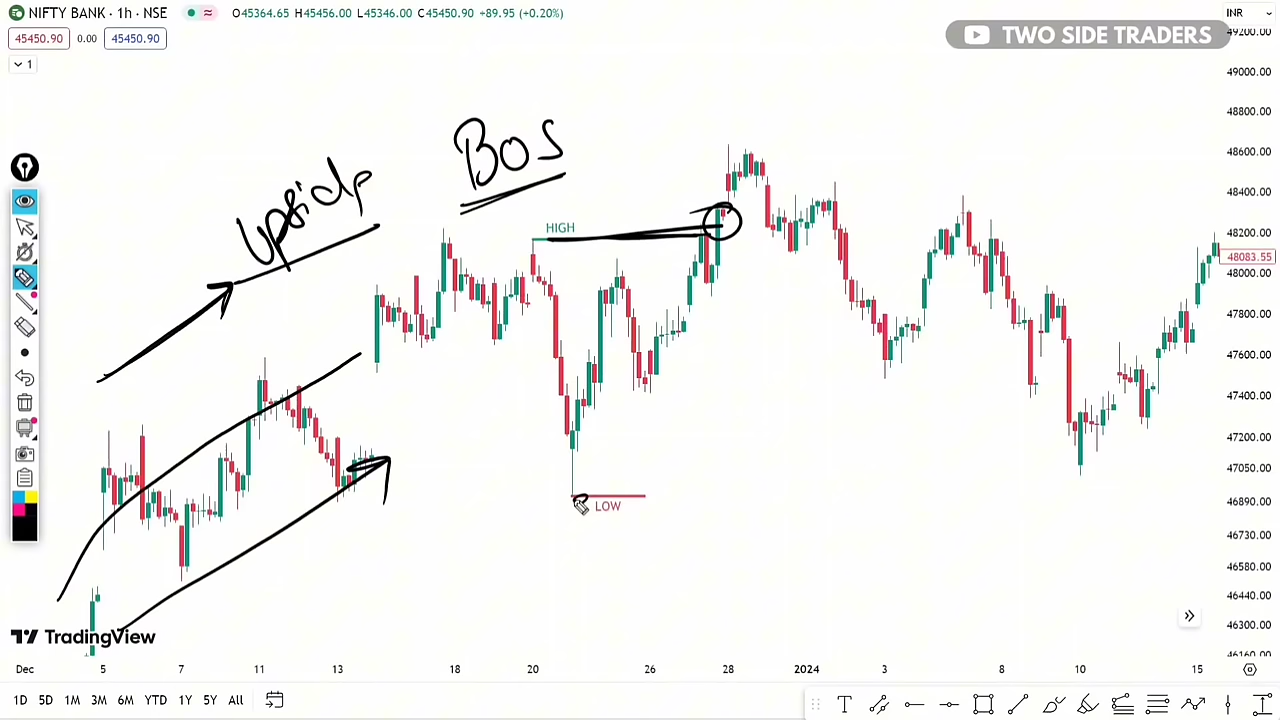 NIFTY BANK · 1h · NSE O45364.65 H45456.00 L45346.00 C45450.90 +89.95 (+0.20%)
45450.90 0.00 45450.90
1
INR
TWO SIDE TRADERS
49200.00
49000.00
48800.00
48600.00
48400.00
48200.00
48083.55
48000.00
47800.00
47600.00
47400.00
47200.00
47050.00
46890.00
46730.00
46580.00
46440.00
46300.00
46160.00
Upside
BOS
HIGH
LOW
TradingView
Dec 5 7 11 13 18 20 26 28 2024 3 8 10 15
1D 5D 1M 3M 6M YTD 1Y 5Y All